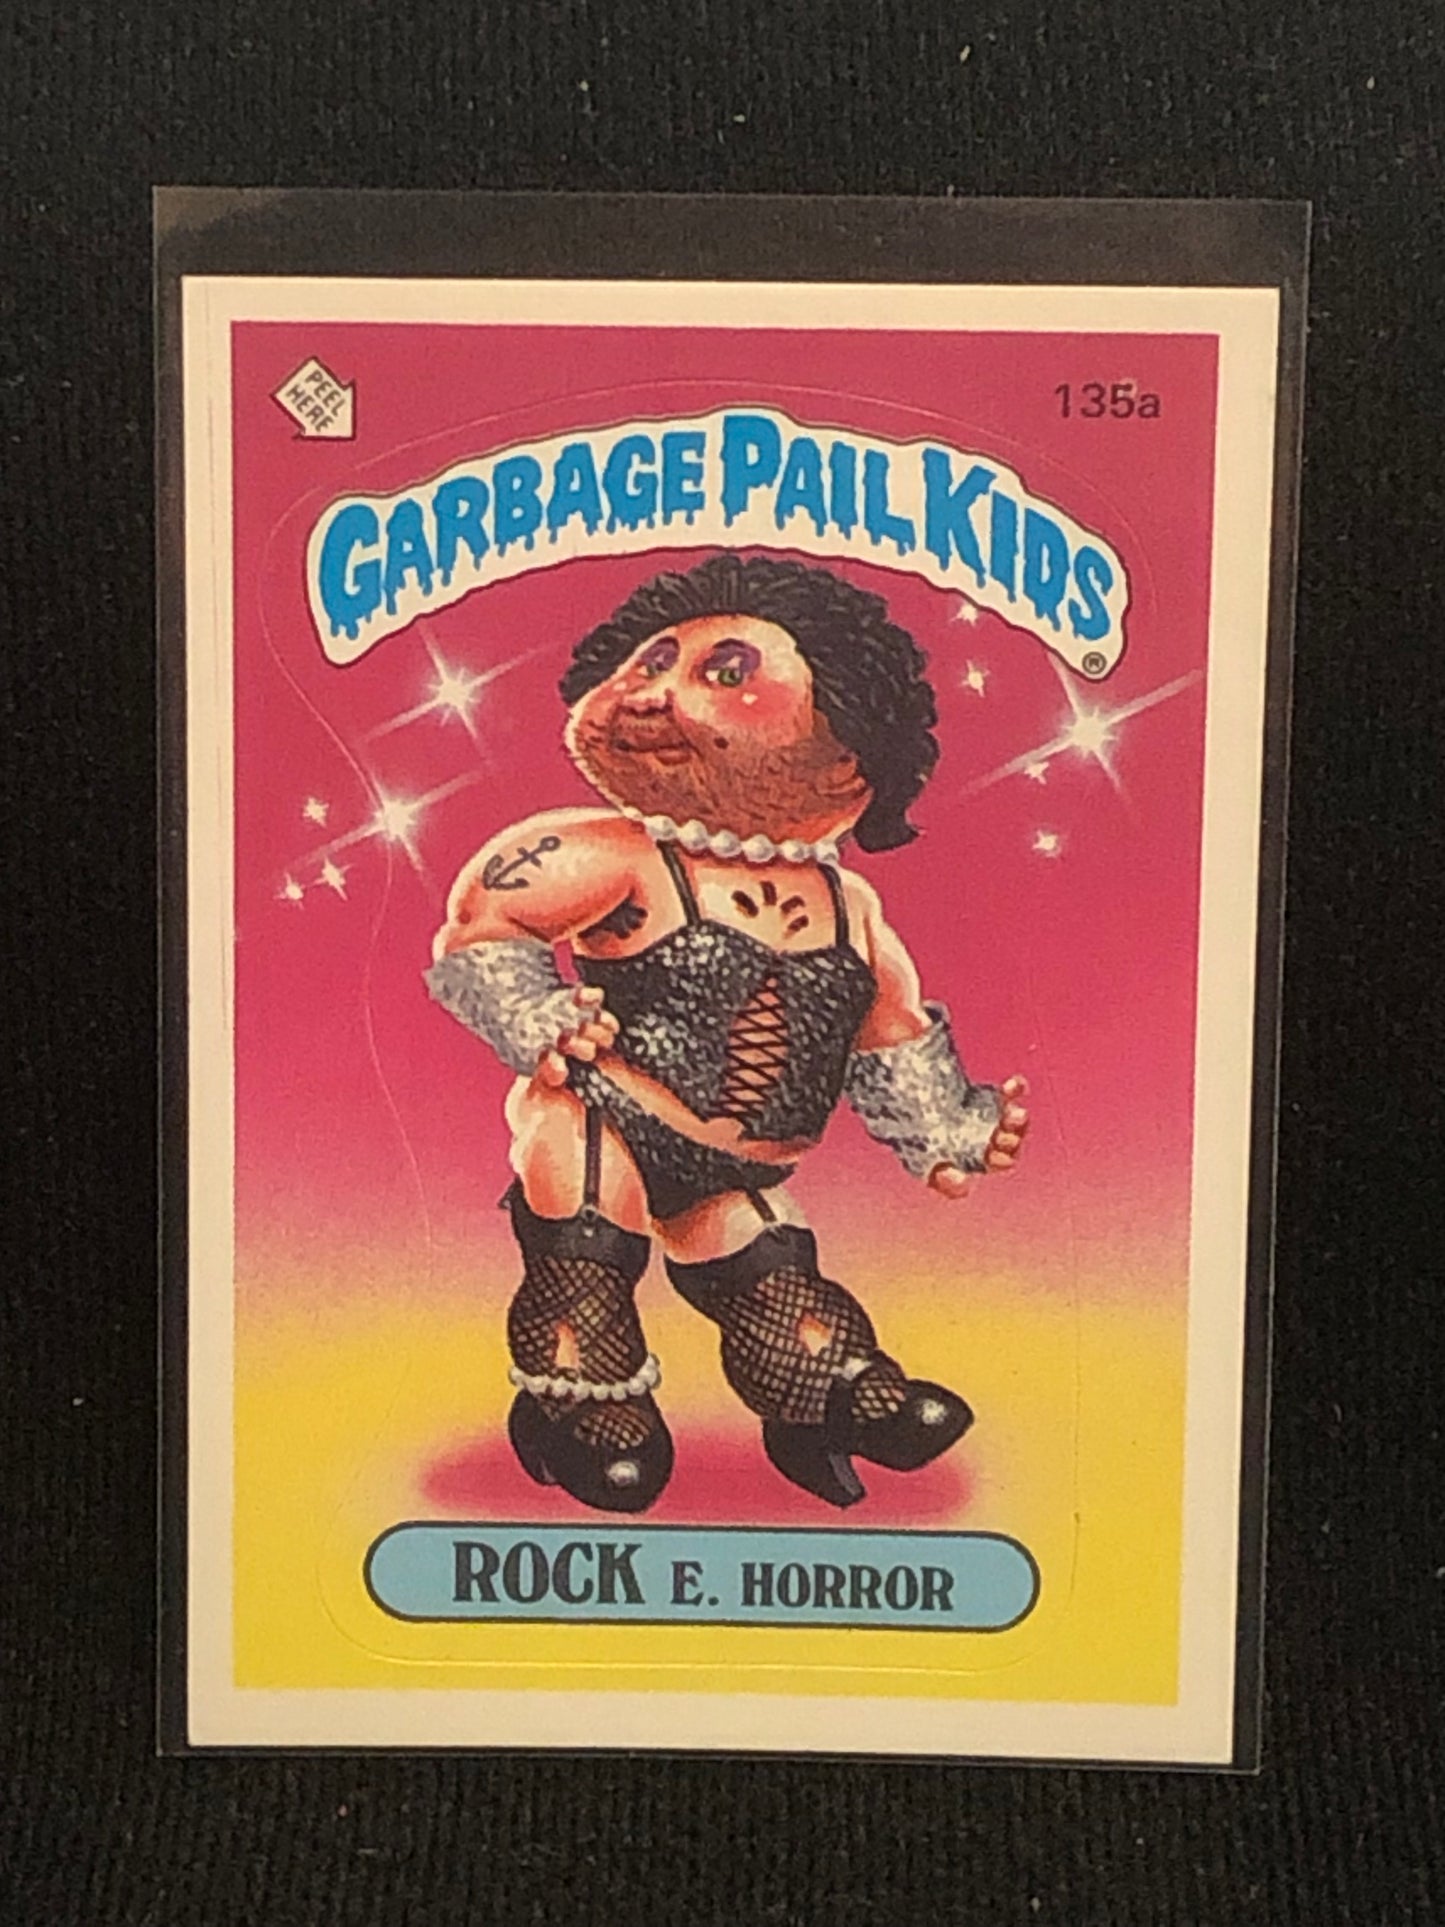 PEEL
HERE
135a
GARBAGE PAIL KIDS
®
ROCK E. HORROR